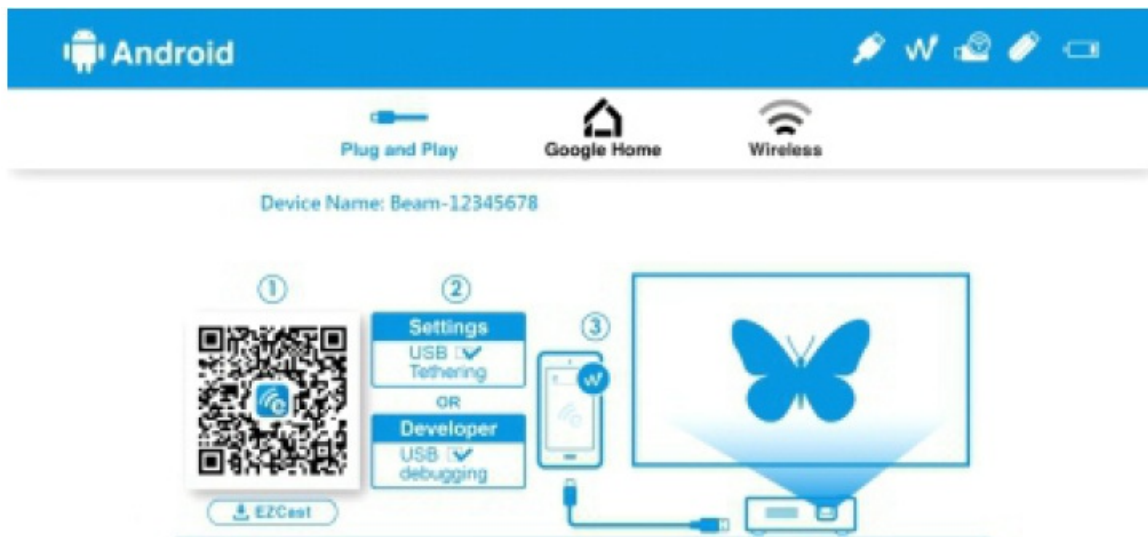 Android
Plug and Play
Google Home
Wireless
Device Name: Beam-12345678
①
②
③
Settings
USB
Tethering
OR
Developer
USB
debugging
EZCast